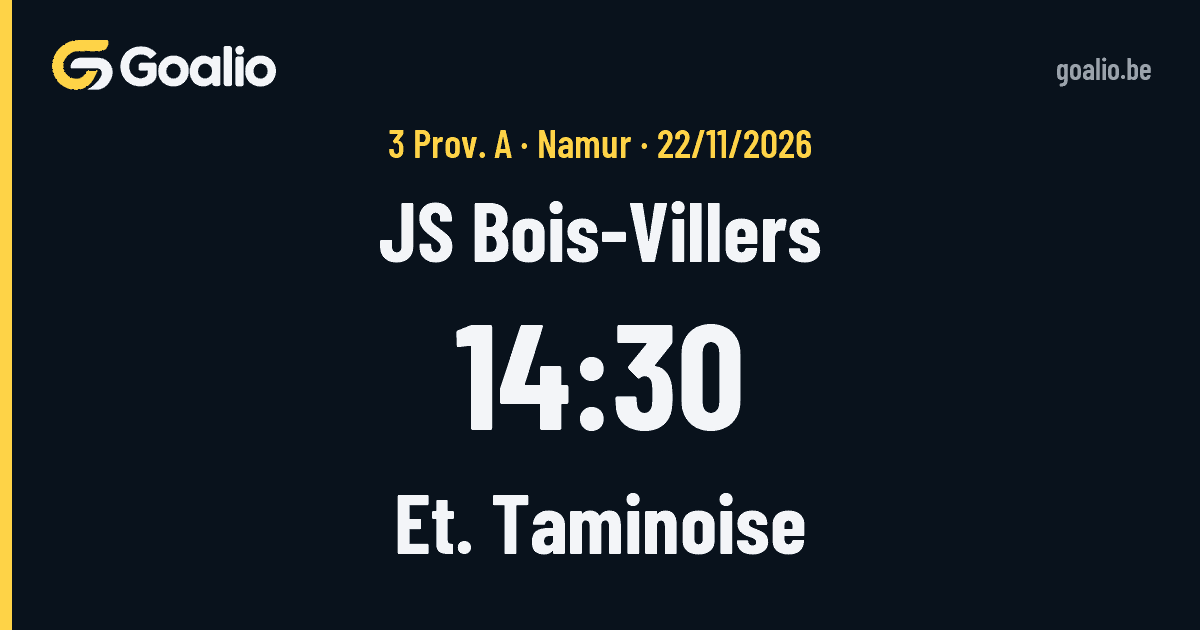 Goalio
goalio.be
3 Prov. A · Namur · 22/11/2026
JS Bois-Villers
14:30
Et. Taminoise